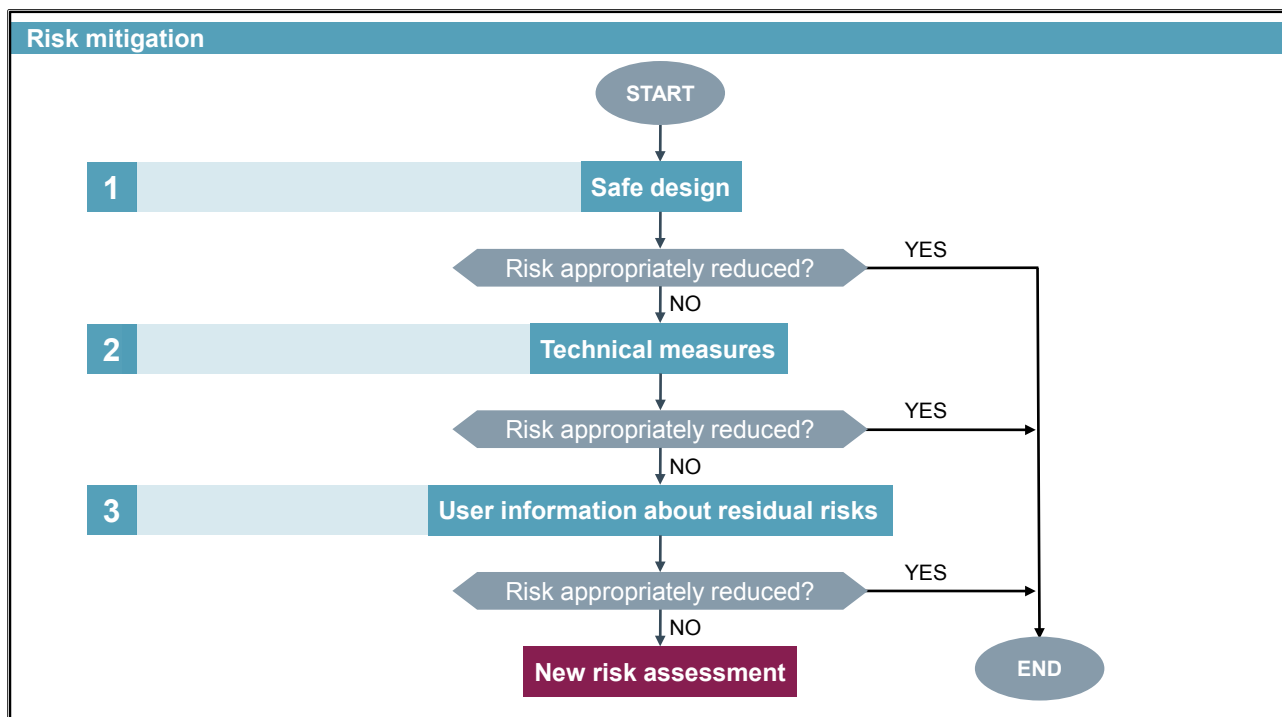 Risk mitigation
START
1
Safe design
Risk appropriately reduced?
YES
NO
2
Technical measures
Risk appropriately reduced?
YES
NO
3
User information about residual risks
Risk appropriately reduced?
YES
NO
New risk assessment
END